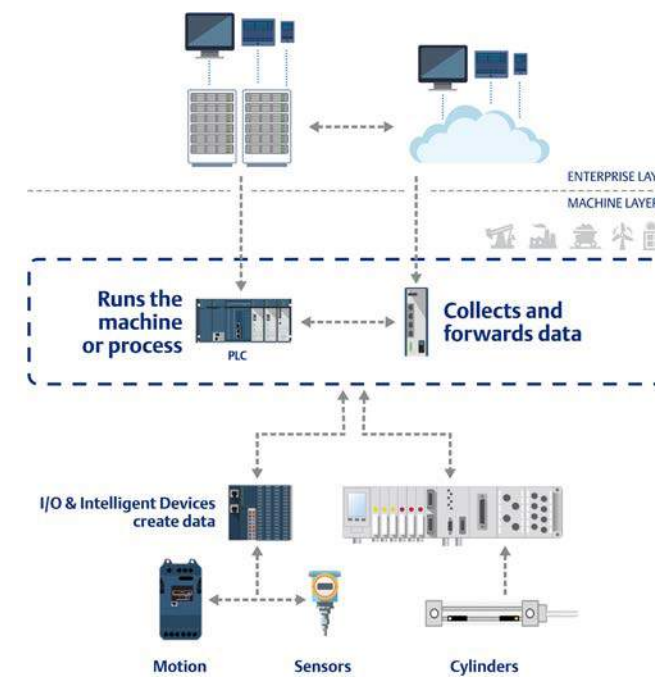 ENTERPRISE LAY
MACHINE LAYER
Runs the
machine
or process
PLC
Collects and
forwards data
I/O & Intelligent Devices
create data
Motion
Sensors
Cylinders